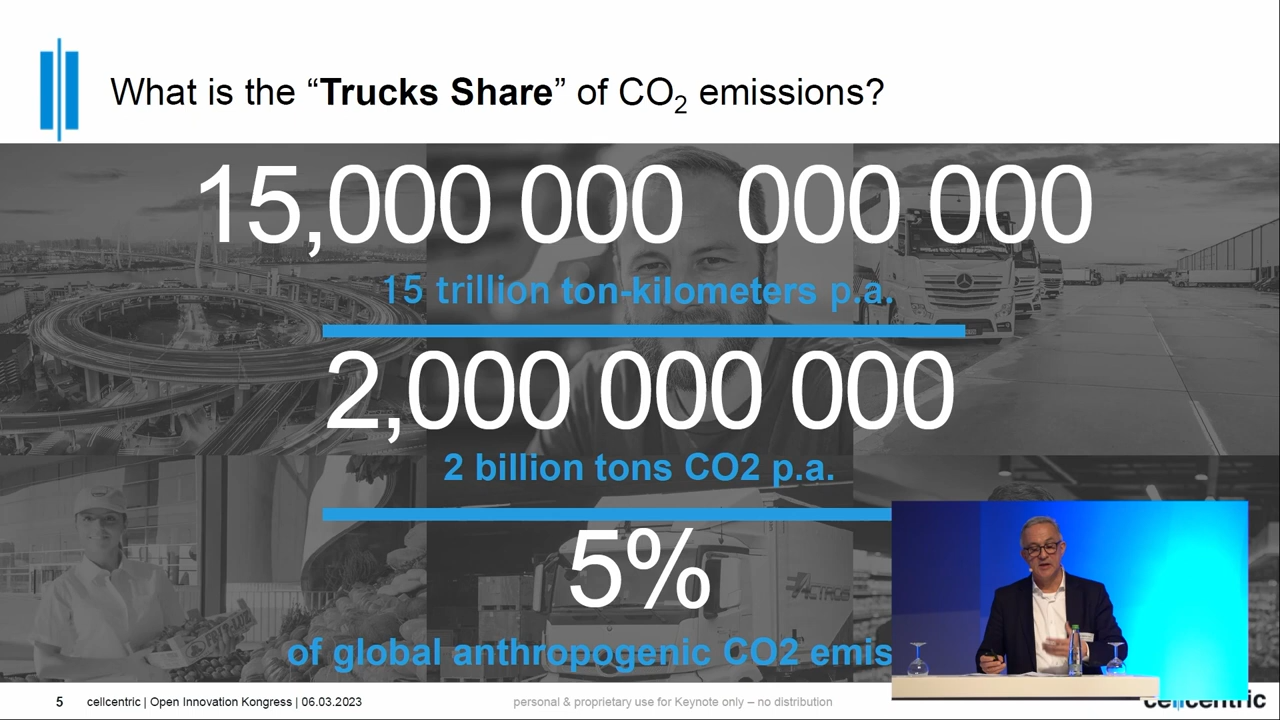 What is the “Trucks Share” of CO₂ emissions?
15,000 000 000 000
15 trillion ton-kilometers p.a.
2,000 000 000
2 billion tons CO2 p.a.
5%
of global anthropogenic CO2 emis
5 cellcentric | Open Innovation Kongress | 06.03.2023 personal & proprietary use for Keynote only – no distribution
cellcentric